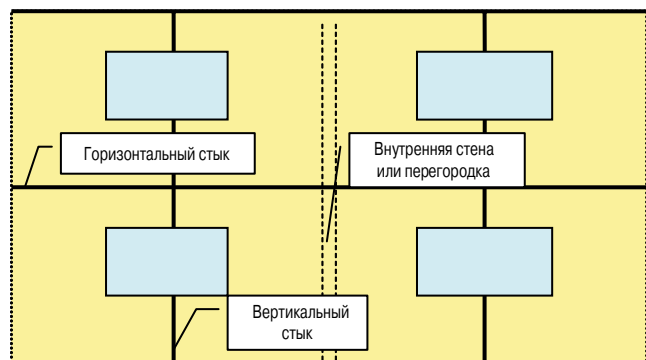 Горизонтальный стык
Внутренняя стена
или перегородка
Вертикальный
стык